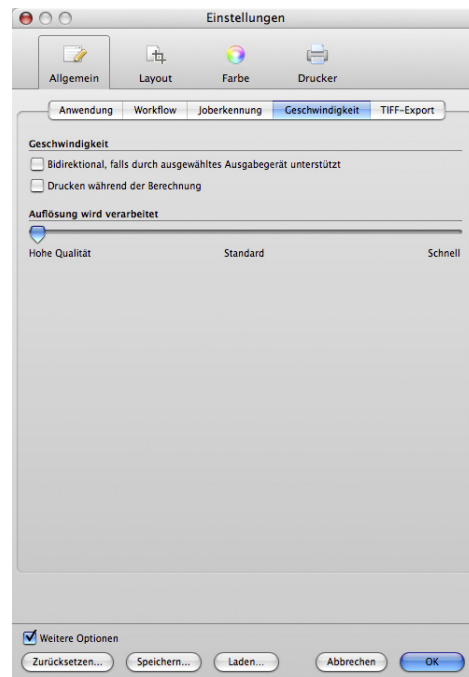 Einstellungen
Allgemein Layout Farbe Drucker
Anwendung Workflow Joberkennung Geschwindigkeit TIFF-Export
Geschwindigkeit
Bidirektional, falls durch ausgewähltes Ausgabegerät unterstützt
Drucken während der Berechnung
Auflösung wird verarbeitet
Hohe Qualität Standard Schnell
Weitere Optionen
Zurücksetzen... Speichern... Laden... Abbrechen OK